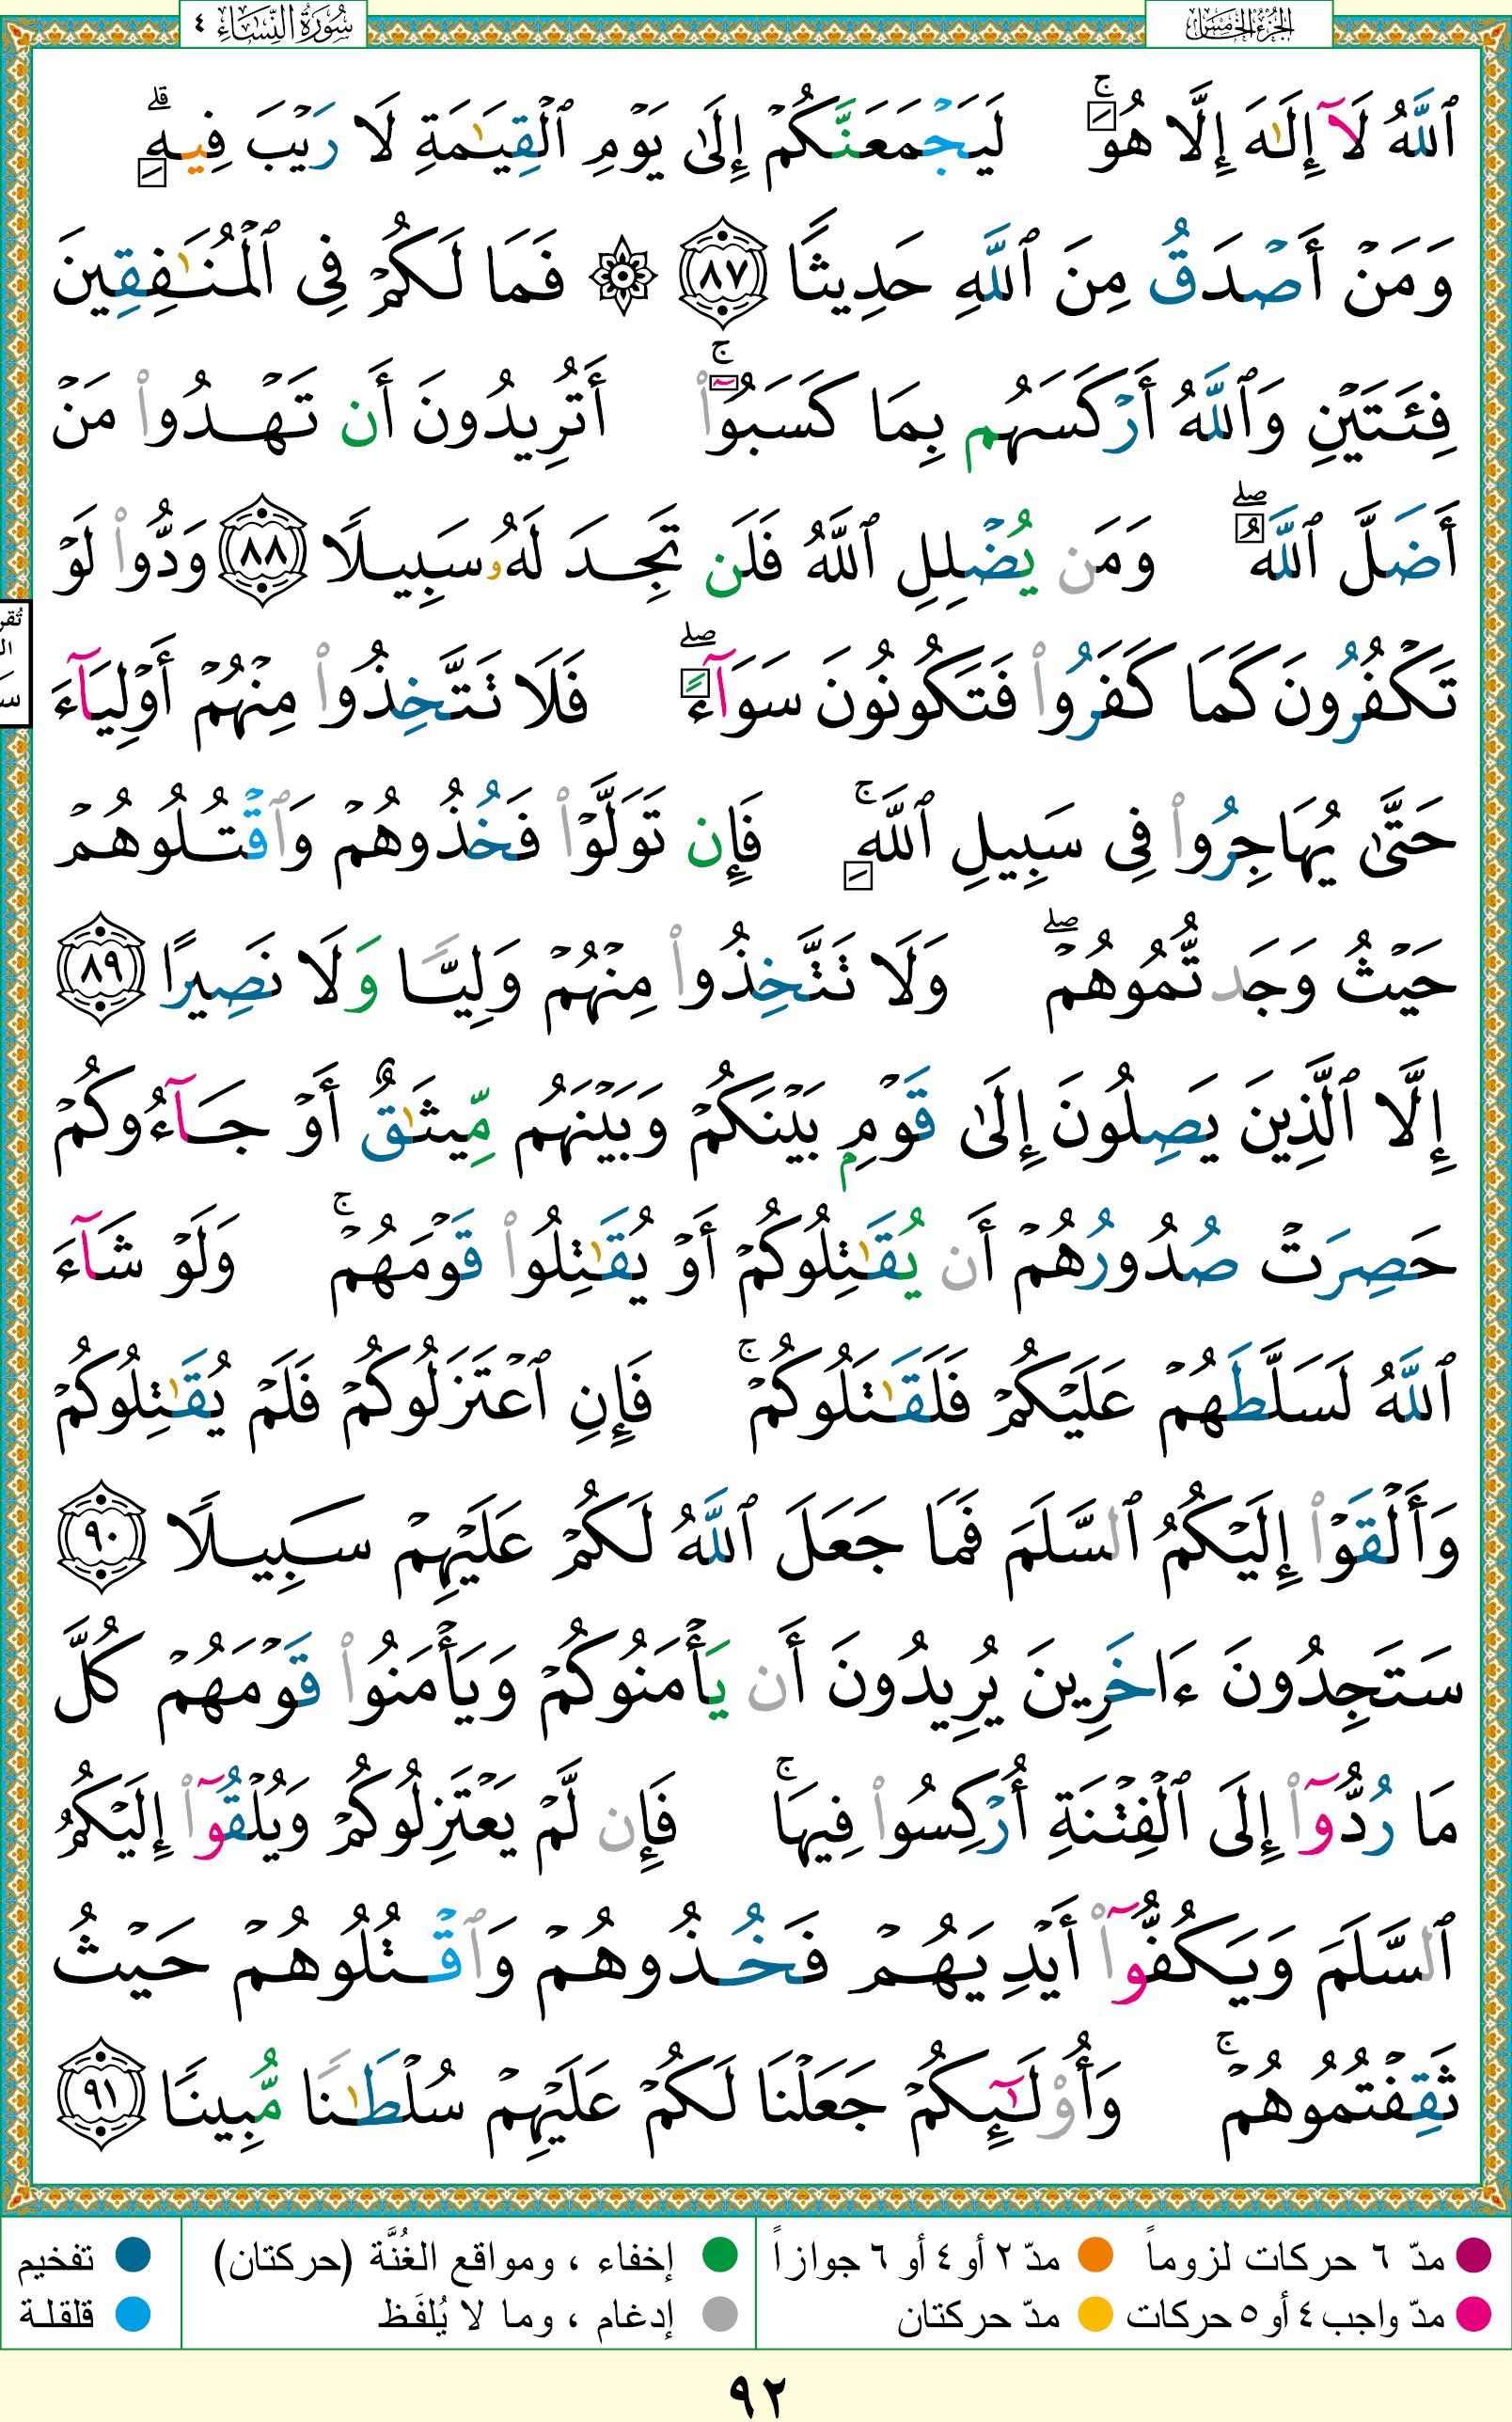 الجزء الخامس
سُورَةُ النِّسَاءِ ٤
ٱللَّهُ لَآ إِلَـٰهَ إِلَّا هُوَۚ لَيَجۡمَعَنَّكُمۡ إِلَىٰ يَوۡمِ ٱلۡقِيَـٰمَةِ لَا رَيۡبَ فِيهِۗ
وَمَنۡ أَصۡدَقُ مِنَ ٱللَّهِ حَدِيثًا ٨٧ ۞ فَمَا لَكُمۡ فِى ٱلۡمُنَـٰفِقِينَ
فِئَتَيۡنِ وَٱللَّهُ أَرۡكَسَهُم بِمَا كَسَبُوٓا۟ۚ أَتُرِيدُونَ أَن تَهۡدُوا۟ مَنۡ
أَضَلَّ ٱللَّهُۖ وَمَن يُضۡلِلِ ٱللَّهُ فَلَن تَجِدَ لَهُۥ سَبِيلًا ٨٨ وَدُّوا۟ لَوۡ
تَكۡفُرُونَ كَمَا كَفَرُوا۟ فَتَكُونُونَ سَوَآءًۖ فَلَا تَتَّخِذُوا۟ مِنۡهُمۡ أَوۡلِيَآءَ
حَتَّىٰ يُهَاجِرُوا۟ فِى سَبِيلِ ٱللَّهِۚ فَإِن تَوَلَّوۡا۟ فَخُذُوهُمۡ وَٱقۡتُلُوهُمۡ
حَيۡثُ وَجَدتُّمُوهُمۡۖ وَلَا تَتَّخِذُوا۟ مِنۡهُمۡ وَلِيًّا وَلَا نَصِيرًا ٨٩
إِلَّا ٱلَّذِينَ يَصِلُونَ إِلَىٰ قَوۡمِۭ بَيۡنَكُمۡ وَبَيۡنَهُم مِّيثَـٰقٌ أَوۡ جَآءُوكُمۡ
حَصِرَتۡ صُدُورُهُمۡ أَن يُقَـٰتِلُوكُمۡ أَوۡ يُقَـٰتِلُوا۟ قَوۡمَهُمۡۚ وَلَوۡ شَآءَ
ٱللَّهُ لَسَلَّطَهُمۡ عَلَيۡكُمۡ فَلَقَـٰتَلُوكُمۡۚ فَإِنِ ٱعۡتَزَلُوكُمۡ فَلَمۡ يُقَـٰتِلُوكُمۡ
وَأَلۡقَوۡا۟ إِلَيۡكُمُ ٱلسَّلَمَ فَمَا جَعَلَ ٱللَّهُ لَكُمۡ عَلَيۡهِمۡ سَبِيلًا ٩٠
سَتَجِدُونَ ءَاخَرِينَ يُرِيدُونَ أَن يَأۡمَنُوكُمۡ وَيَأۡمَنُوا۟ قَوۡمَهُمۡ كُلَّ
مَا رُدُّوٓا۟ إِلَى ٱلۡفِتۡنَةِ أُرۡكِسُوا۟ فِيهَاۚ فَإِن لَّمۡ يَعۡتَزِلُوكُمۡ وَيُلۡقُوٓا۟ إِلَيۡكُمُ
ٱلسَّلَمَ وَيَكُفُّوٓا۟ أَيۡدِيَهُمۡ فَخُذُوهُمۡ وَٱقۡتُلُوهُمۡ حَيۡثُ
ثَقِفۡتُمُوهُمۡۚ وَأُو۟لَـٰٓئِكُمۡ جَعَلۡنَا لَكُمۡ عَلَيۡهِمۡ سُلۡطَـٰنًا مُّبِينًا ٩١
مدّ ٦ حركات لزوماً مدّ ٢ أو ٤ أو ٦ جوازاً إخفاء ، ومواقع الغُنَّة (حركتان) تفخيم
مدّ واجب ٤ أو ٥ حركات مدّ حركتان إدغام ، وما لا يُلفَظ قلقلة
٩٢